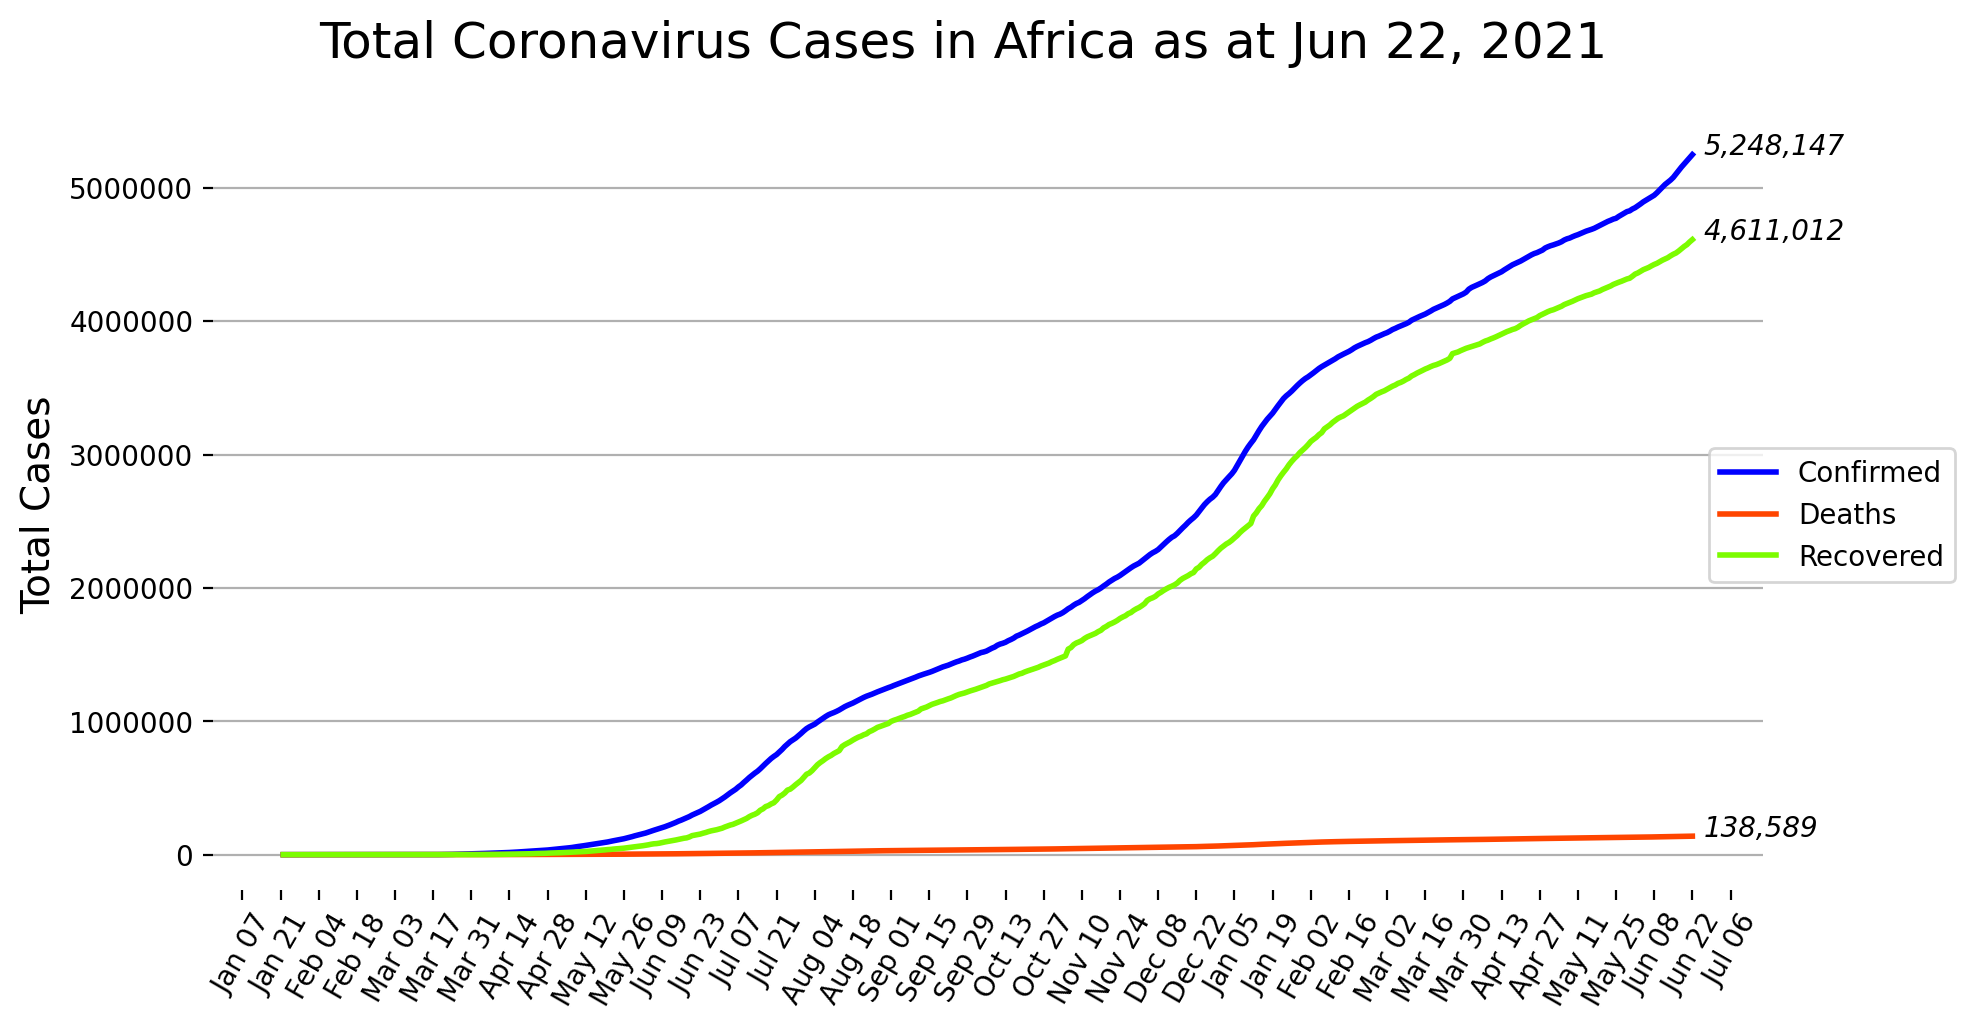 Total Coronavirus Cases in Africa as at Jun 22, 2021
5,248,147
5000000
4,611,012
4000000
Total Cases
3000000
Confirmed
Deaths
Recovered
2000000
1000000
138,589
0
Jan 07
Jan 21
Feb 04
Feb 18
Mar 03
Mar 17
Mar 31
Apr 14
Apr 28
May 12
May 26
Jun 09
Jun 23
Jul 07
Jul 21
Aug 04
Aug 18
Sep 01
Sep 15
Sep 29
Oct 13
Oct 27
Nov 10
Nov 24
Dec 08
Dec 22
Jan 05
Jan 19
Feb 02
Feb 16
Mar 02
Mar 16
Mar 30
Apr 13
Apr 27
May 11
May 25
Jun 08
Jun 22
Jul 06